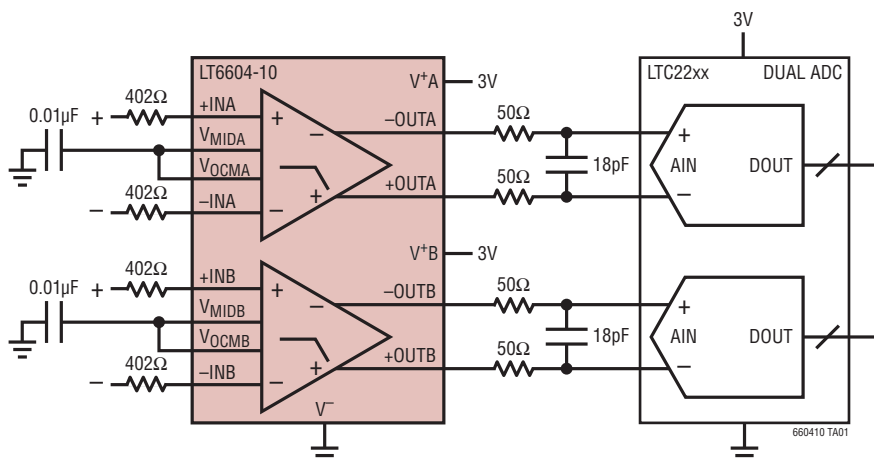 3V
LT6604-10
V+A
3V
LTC22xx
DUAL ADC
0.01µF
+
402Ω
+INA
+
−
−OUTA
50Ω
+
VMIDA
VOCMA
18pF
AIN
DOUT
−
402Ω
−INA
−
+
+OUTA
50Ω
−
V+B
3V
0.01µF
+
402Ω
+INB
+
−
−OUTB
50Ω
+
VMIDB
VOCMB
18pF
AIN
DOUT
−
402Ω
−INB
−
+
+OUTB
50Ω
−
V−
660410 TA01